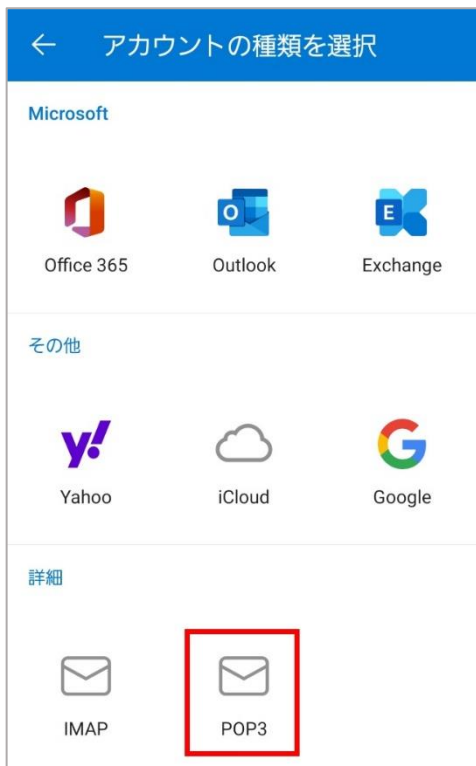 アカウントの種類を選択
Microsoft
Office 365
Outlook
Exchange
その他
Yahoo
iCloud
Google
詳細
IMAP
POP3